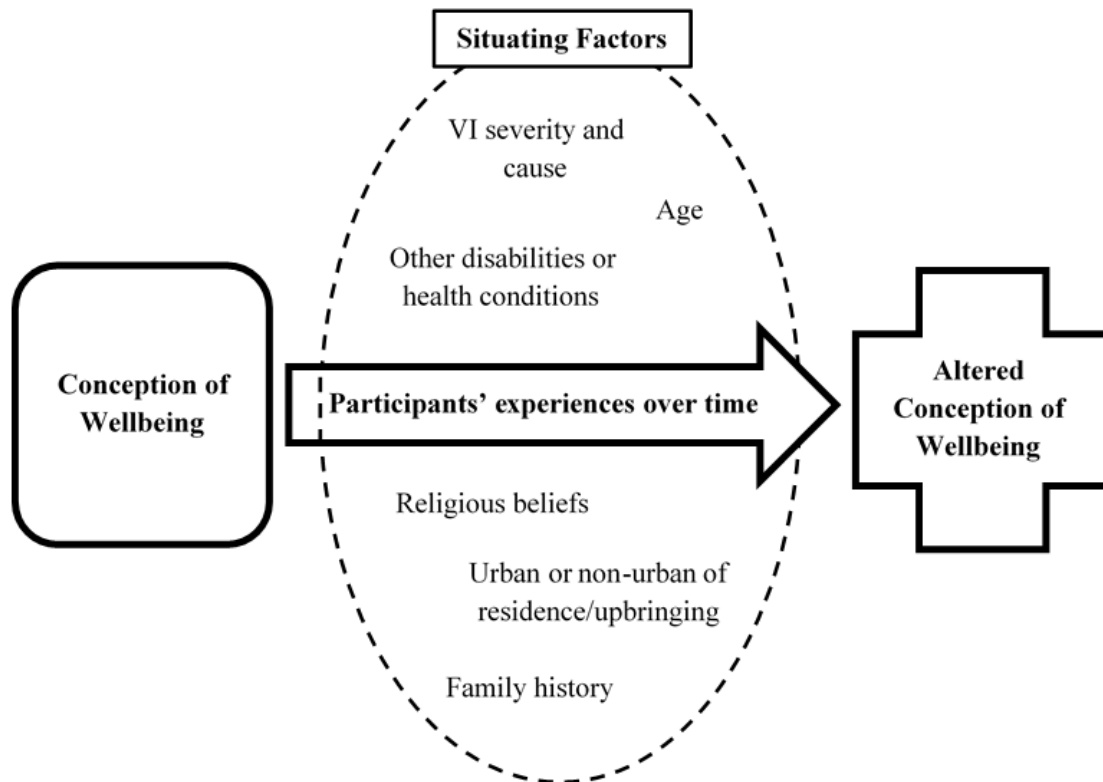 Situating Factors
VI severity and
cause
Age
Other disabilities or
health conditions
Conception of
Wellbeing
Participants’ experiences over time
Altered
Conception of
Wellbeing
Religious beliefs
Urban or non-urban of
residence/upbringing
Family history